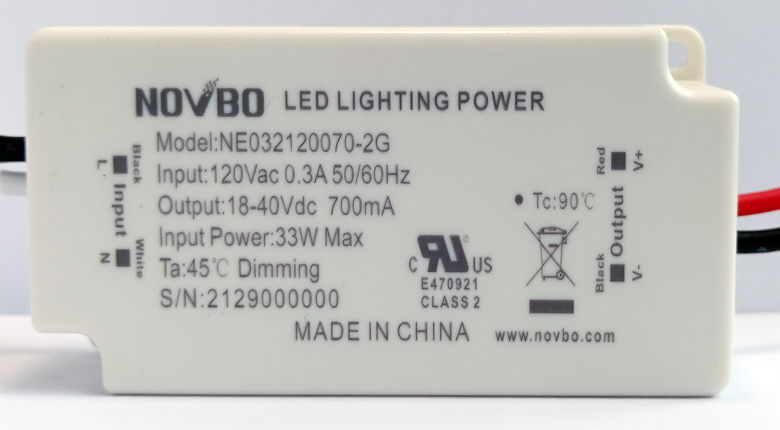 NOVBO LED LIGHTING POWER
Model:NE032120070-2G
Input:120Vac 0.3A 50/60Hz
Output:18-40Vdc 700mA
Input Power:33W Max
Ta:45℃ Dimming
S/N:2129000000
MADE IN CHINA
Black
L
Input
White
N
c RU US
E470921
CLASS 2
Tc:90℃
www.novbo.com
Red
V+
Output
Black
V-